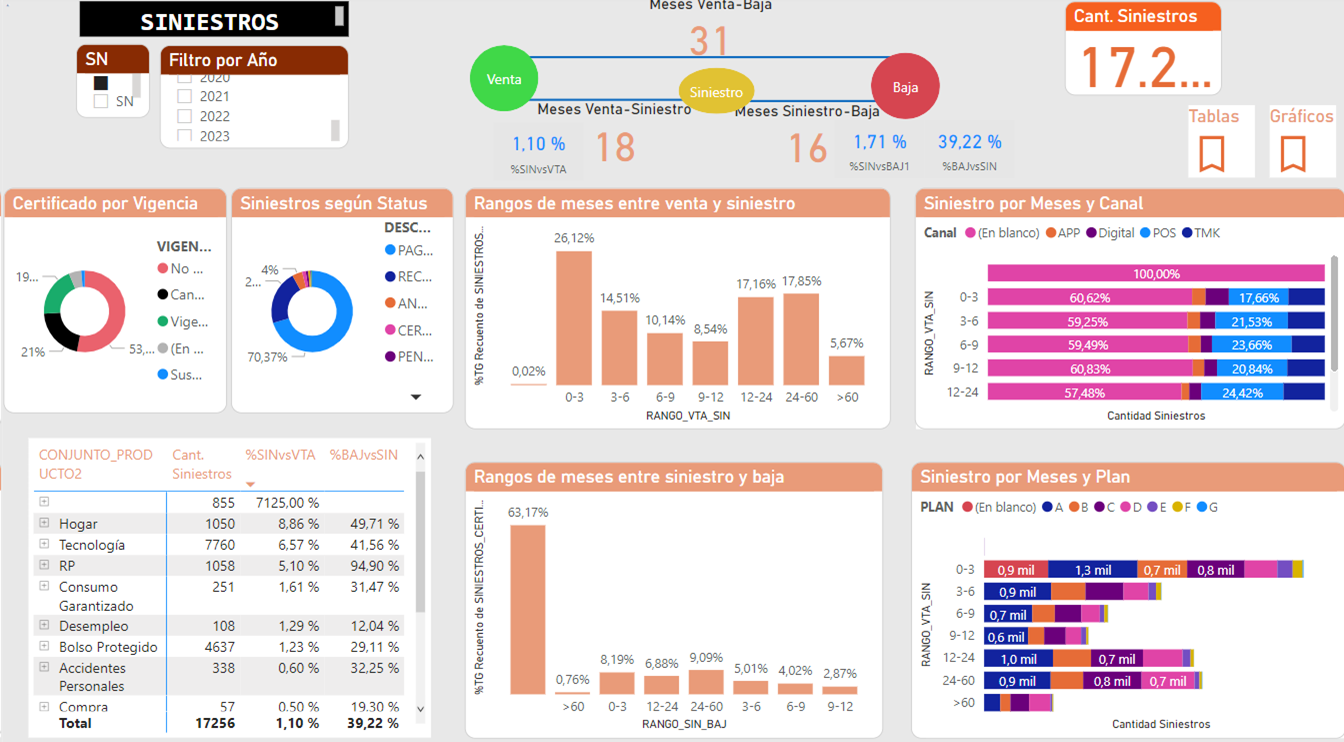 SINIESTROS
SN
SN
Filtro por Año
2020
2021
2022
2023
Meses Venta-Baja
31
Venta
Siniestro
Baja
Meses Venta-Siniestro
Meses Siniestro-Baja
1,10 %
%SINvsVTA
18
16
1,71 %
%SINvsBAJ1
39,22 %
%BAJvsSIN
Cant. Siniestros
17.2...
Tablas
Gráficos
Certificado por Vigencia
VIGEN...
No ...
Can...
Vige...
(En ...
Sus...
19...
21%
53,...
Siniestros según Status
DESC...
PAG...
REC...
AN...
CER...
PEN...
4%
2...
70,37%
Rangos de meses entre venta y siniestro
%TG Recuento de SINIESTROS...
0,02%
26,12%
14,51%
10,14%
8,54%
17,16%
17,85%
5,67%
0-3
3-6
6-9
9-12
12-24
24-60
>60
RANGO_VTA_SIN
Siniestro por Meses y Canal
Canal (En blanco) APP Digital POS TMK
RANGO_VTA_SIN
100,00%
0-3 60,62% 17,66%
3-6 59,25% 21,53%
6-9 59,49% 23,66%
9-12 60,83% 20,84%
12-24 57,48% 24,42%
Cantidad Siniestros
CONJUNTO_PROD
UCTO2
Cant.
Siniestros
%SINvsVTA
%BAJvsSIN
855 7125,00 %
Hogar 1050 8,86 % 49,71 %
Tecnología 7760 6,57 % 41,56 %
RP 1058 5,10 % 94,90 %
Consumo 251 1,61 % 31,47 %
Garantizado
Desempleo 108 1,29 % 12,04 %
Bolso Protegido 4637 1,23 % 29,11 %
Accidentes 338 0,60 % 32,25 %
Personales
Compra 57 0,50 % 19,30 %
Total 17256 1,10 % 39,22 %
Rangos de meses entre siniestro y baja
%TG Recuento de SINIESTROS_CERTI...
63,17%
0,76%
8,19%
6,88%
9,09%
5,01%
4,02%
2,87%
>60
0-3
12-24
24-60
3-6
6-9
9-12
RANGO_SIN_BAJ
Siniestro por Meses y Plan
PLAN (En blanco) A B C D E F G
RANGO_VTA_SIN
0-3 0,9 mil 1,3 mil 0,7 mil 0,8 mil
3-6 0,9 mil
6-9 0,7 mil
9-12 0,6 mil
12-24 1,0 mil 0,7 mil
24-60 0,9 mil 0,8 mil 0,7 mil
>60
Cantidad Siniestros